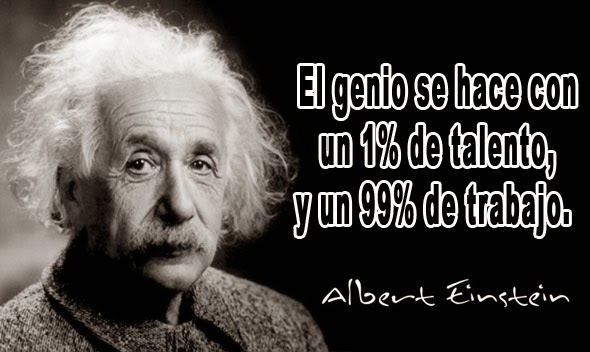 El genio se hace con
un 1% de talento,
y un 99% de trabajo.
Albert Einstein